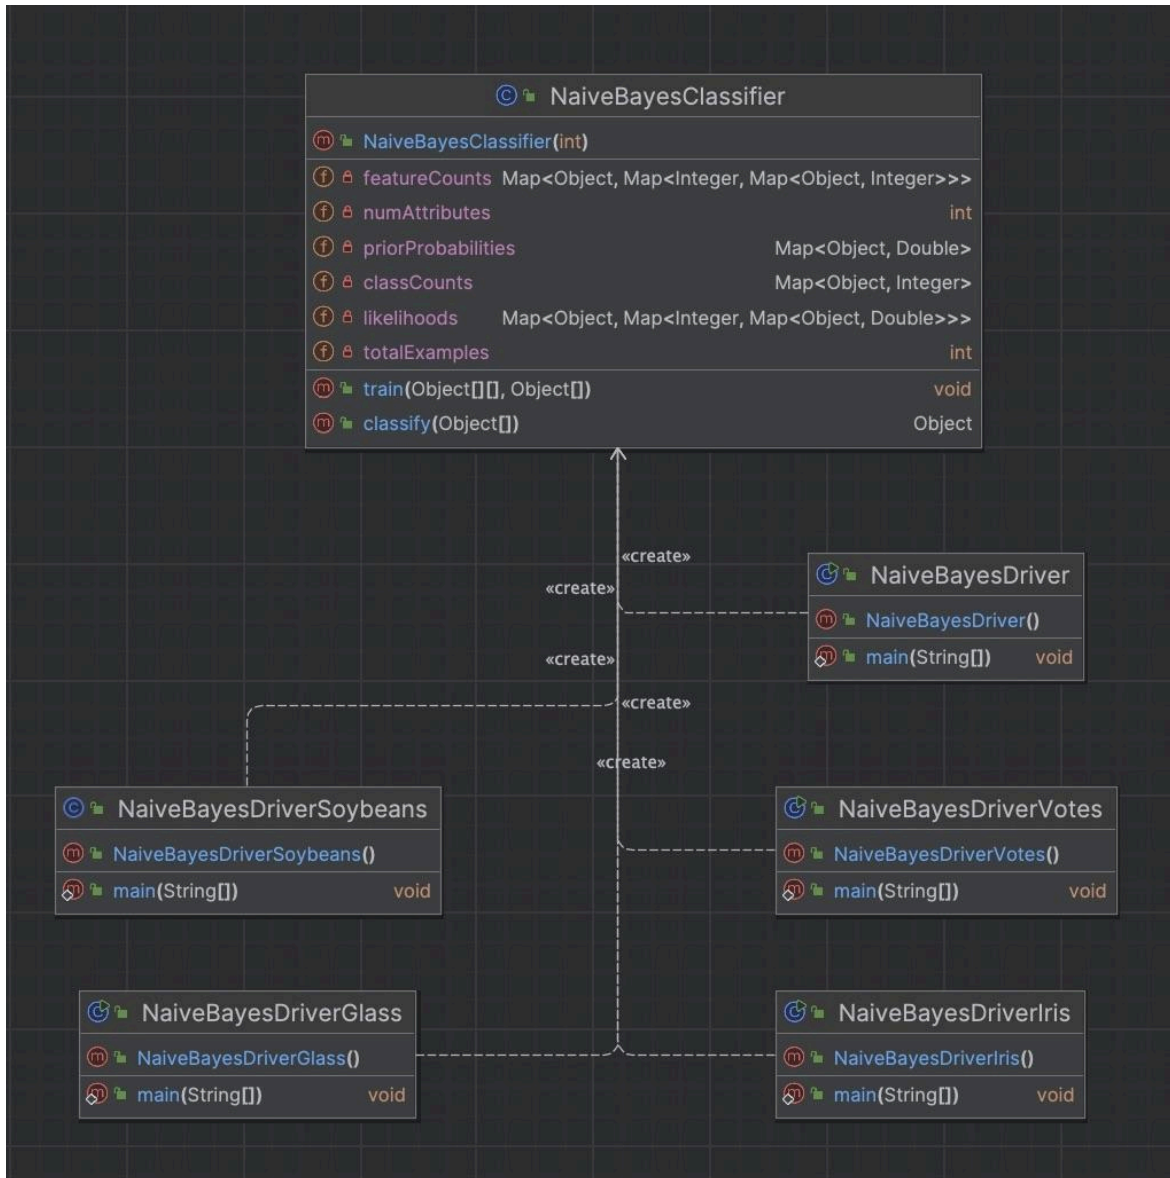 NaiveBayesClassifier
NaiveBayesClassifier(int)
featureCounts Map<Object, Map<Integer, Map<Object, Integer>>>
numAttributes int
priorProbabilities Map<Object, Double>
classCounts Map<Object, Integer>
likelihoods Map<Object, Map<Integer, Map<Object, Double>>>
totalExamples int
train(Object[][], Object[]) void
classify(Object[]) Object
«create»
«create»
«create»
«create»
«create»
NaiveBayesDriver
NaiveBayesDriver()
main(String[]) void
NaiveBayesDriverSoybeans
NaiveBayesDriverSoybeans()
main(String[]) void
NaiveBayesDriverVotes
NaiveBayesDriverVotes()
main(String[]) void
NaiveBayesDriverGlass
NaiveBayesDriverGlass()
main(String[]) void
NaiveBayesDriverIris
NaiveBayesDriverIris()
main(String[]) void